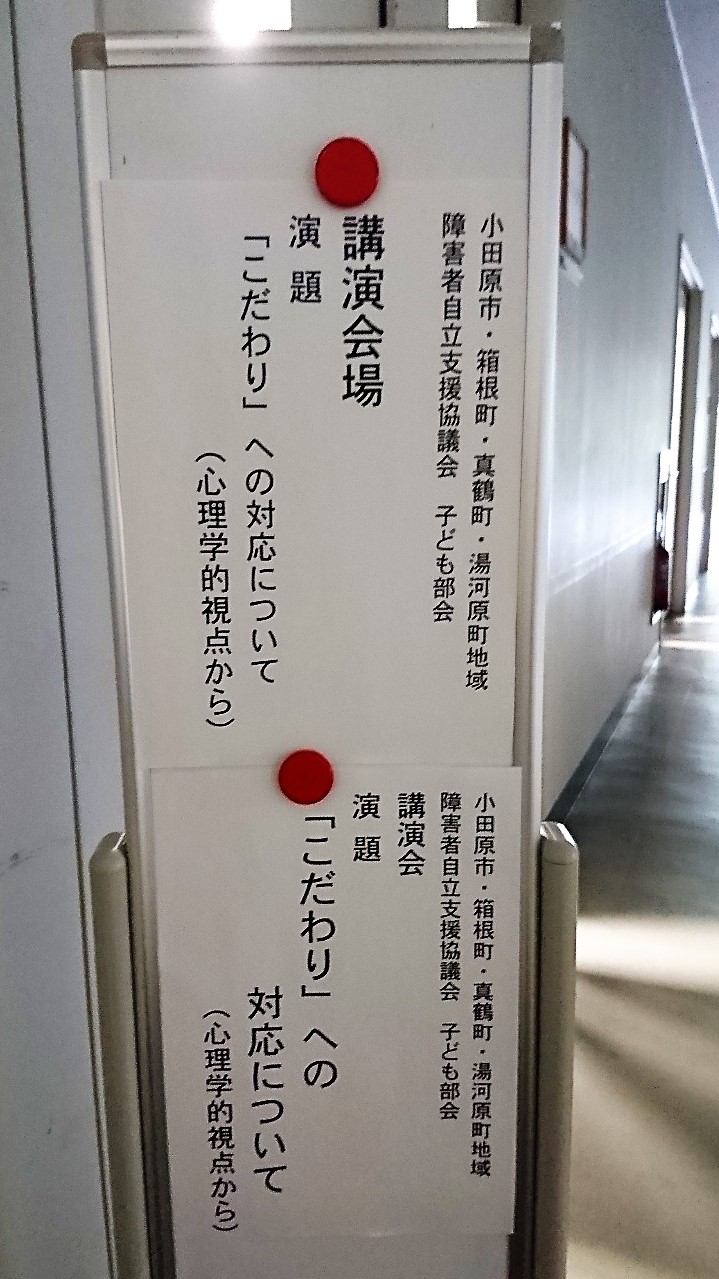 小田原市・箱根町・真鶴町・湯河原町地域
障害者自立支援協議会　子ども部会
講演会場
演　題
「こだわり」への対応について
（心理学的視点から）
小田原市・箱根町・真鶴町・湯河原町地域
障害者自立支援協議会　子ども部会
講演会
演　題
「こだわり」への
対応について
（心理学的視点から）